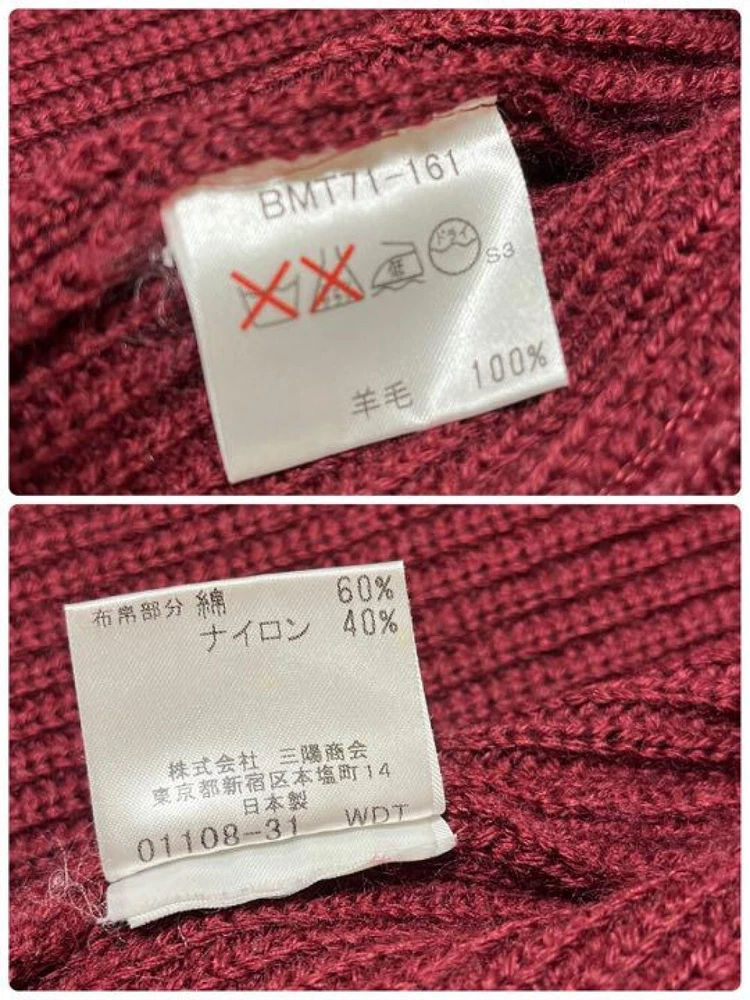 BMT71-161
低
ドライ
S3
羊毛 100%
布帛部分 綿 60%
ナイロン 40%
株式会社 三陽商会
東京都新宿区本塩町14
日本製
01108-31 WDT